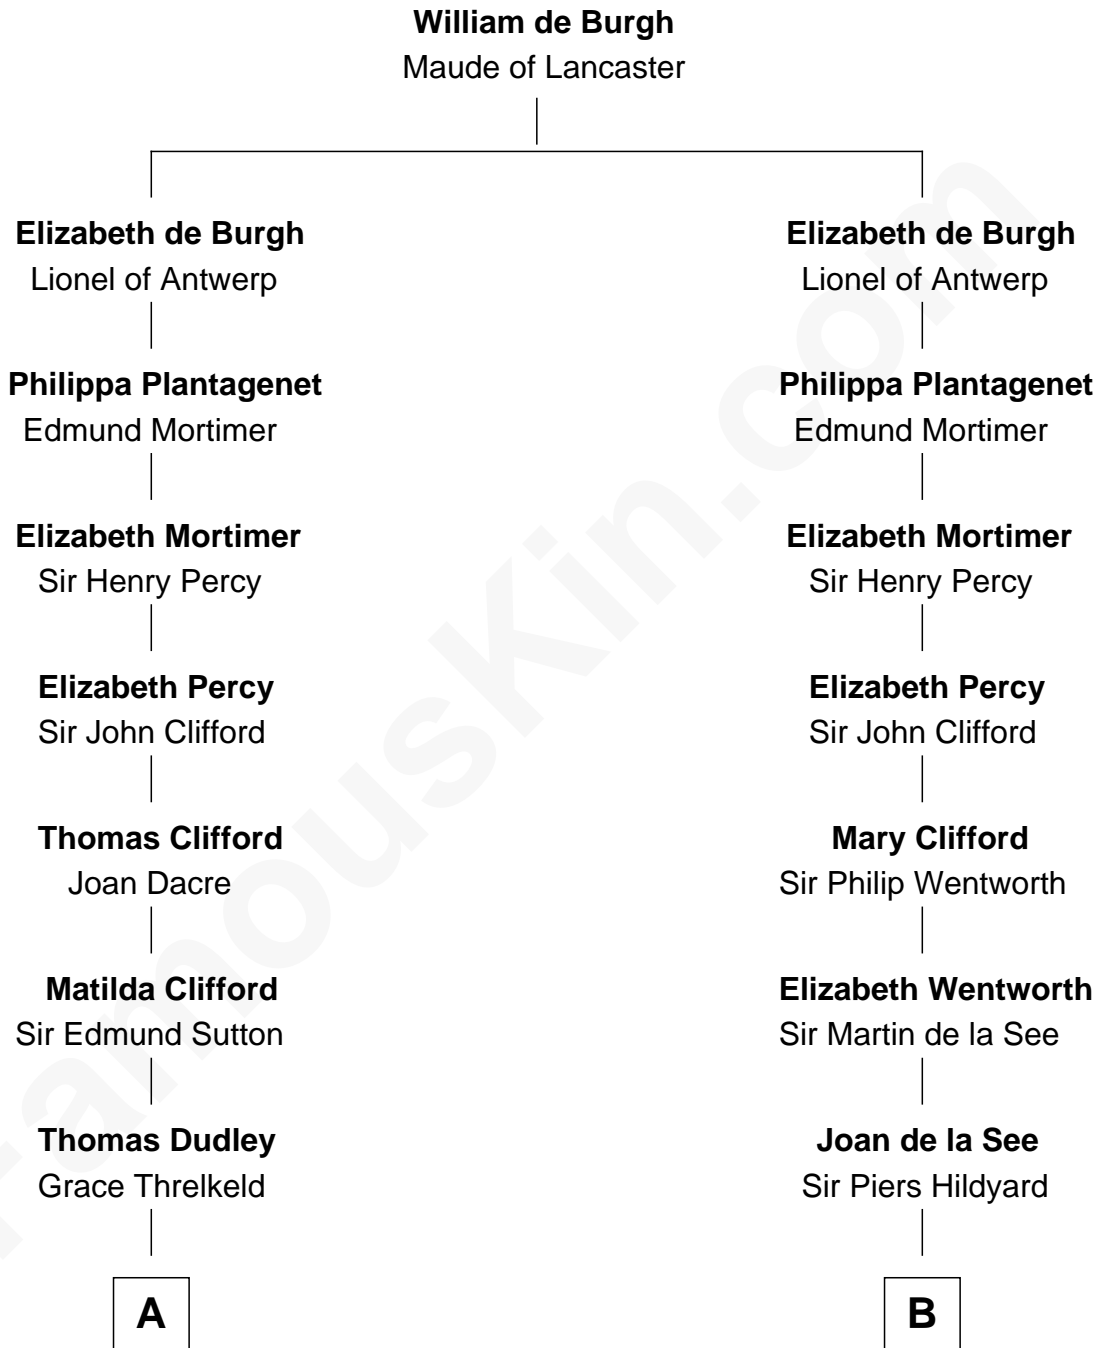 William de Burgh
Maude of Lancaster
Elizabeth de Burgh
Lionel of Antwerp
Elizabeth de Burgh
Lionel of Antwerp
Philippa Plantagenet
Edmund Mortimer
Philippa Plantagenet
Edmund Mortimer
Elizabeth Mortimer
Sir Henry Percy
Elizabeth Mortimer
Sir Henry Percy
Elizabeth Percy
Sir John Clifford
Elizabeth Percy
Sir John Clifford
Thomas Clifford
Joan Dacre
Mary Clifford
Sir Philip Wentworth
Matilda Clifford
Sir Edmund Sutton
Elizabeth Wentworth
Sir Martin de la See
Thomas Dudley
Grace Threlkeld
Joan de la See
Sir Piers Hildyard
A
B
FamousKin.com